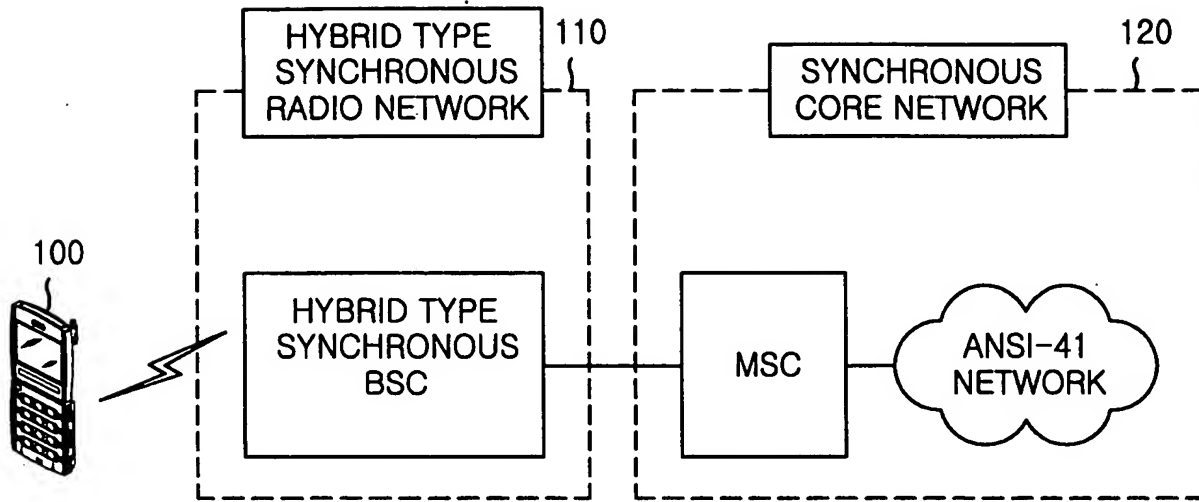 HYBRID TYPE
SYNCHRONOUS
RADIO NETWORK
110
SYNCHRONOUS
CORE NETWORK
120
100
HYBRID TYPE
SYNCHRONOUS
BSC
MSC
ANSI-41
NETWORK